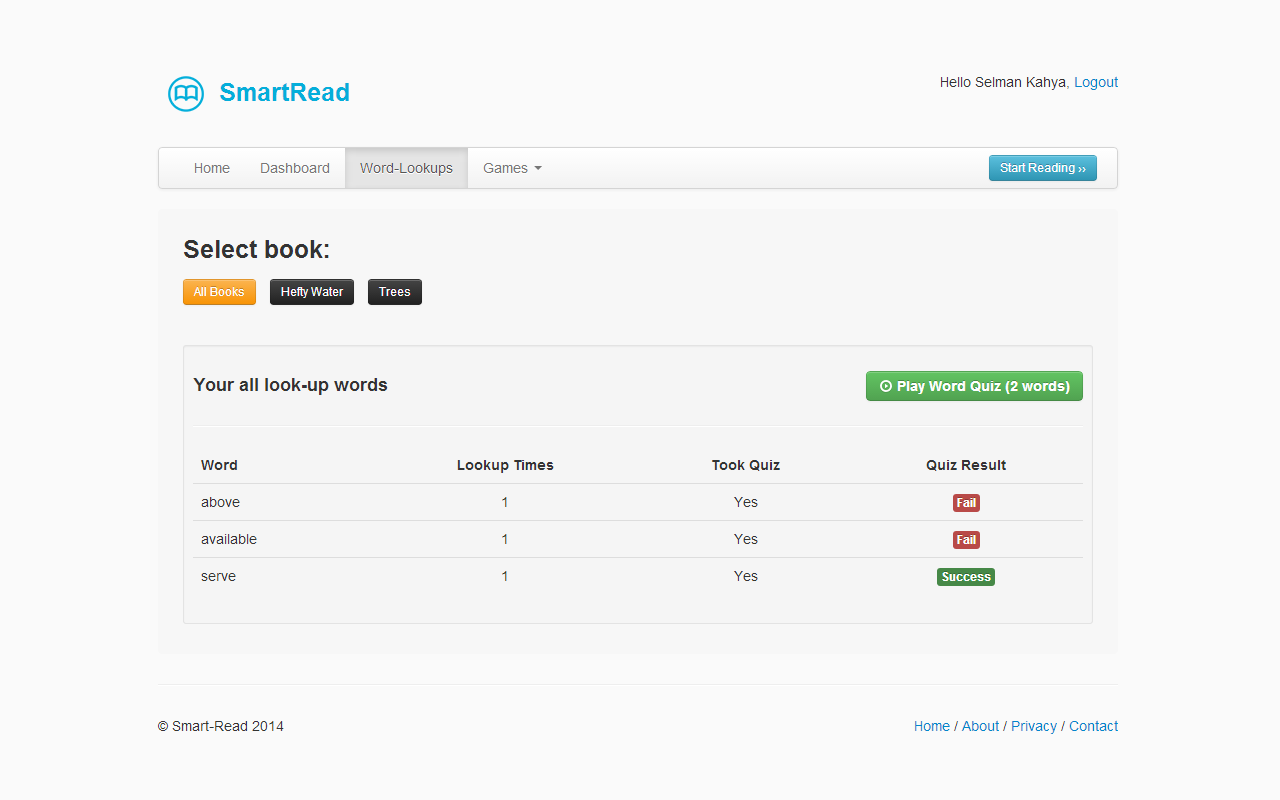 SmartRead
Hello Selman Kahya, Logout
Home Dashboard Word-Lookups Games Start Reading ››
Select book:
All Books Hefty Water Trees
Your all look-up words Play Word Quiz (2 words)
Word Lookup Times Took Quiz Quiz Result
above 1 Yes Fail
available 1 Yes Fail
serve 1 Yes Success
© Smart-Read 2014 Home / About / Privacy / Contact